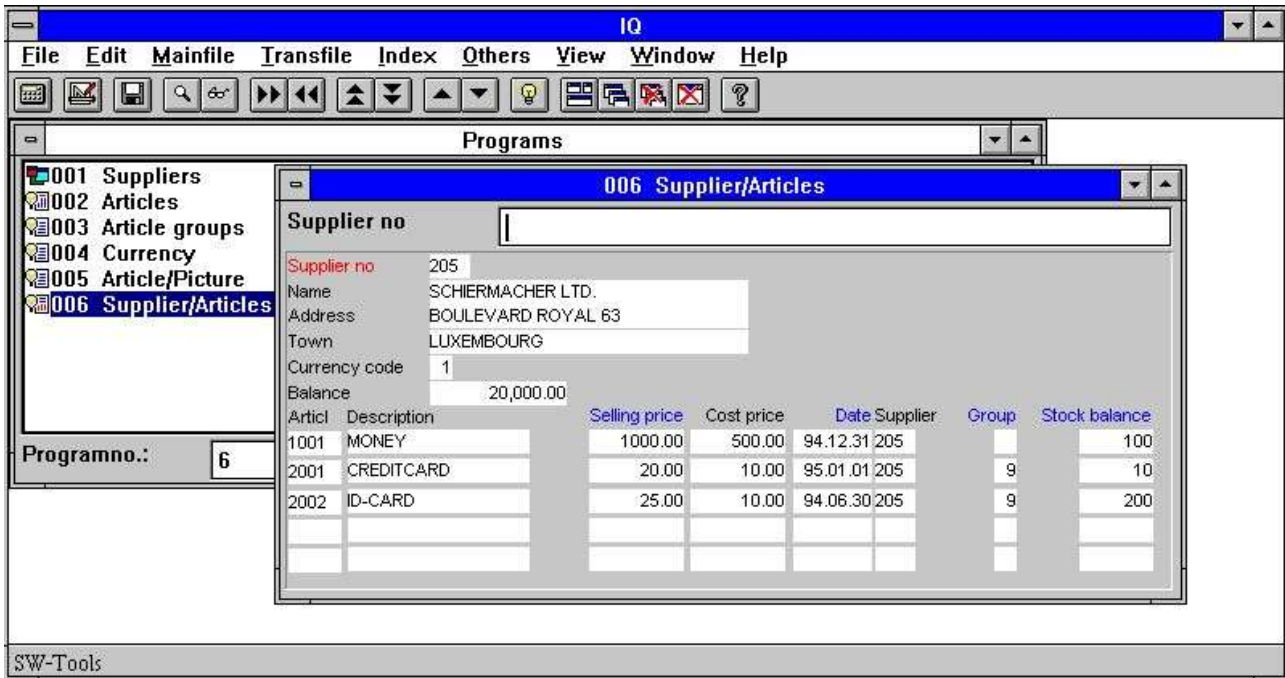 IQ
File Edit Mainfile Transfile Index Others View Window Help
Programs
001 Suppliers
002 Articles
003 Article groups
004 Currency
005 Article/Picture
006 Supplier/Articles
Programno.: 6
006 Supplier/Articles
Supplier no
Supplier no 205
Name SCHIERMACHER LTD.
Address BOULEVARD ROYAL 63
Town LUXEMBOURG
Currency code 1
Balance 20,000.00
Articl Description Selling price Cost price Date Supplier Group Stock balance
1001 MONEY 1000.00 500.00 94.12.31 205 100
2001 CREDITCARD 20.00 10.00 95.01.01 205 9 10
2002 ID-CARD 25.00 10.00 94.06.30 205 9 200
SW-Tools